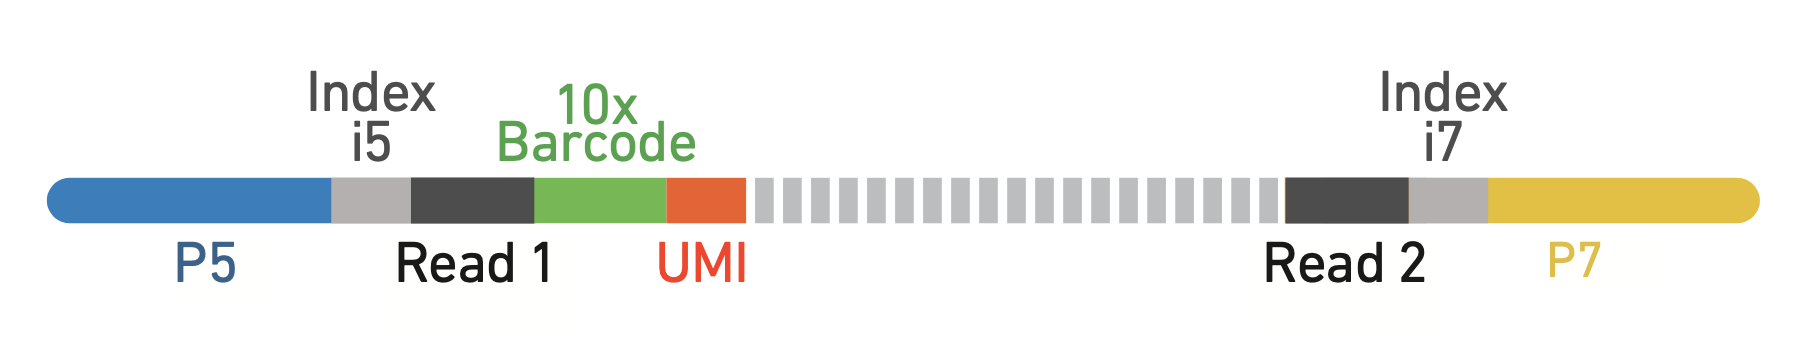 Index
i5
10x
Barcode
Index
i7
P5
Read 1
UMI
Read 2
P7